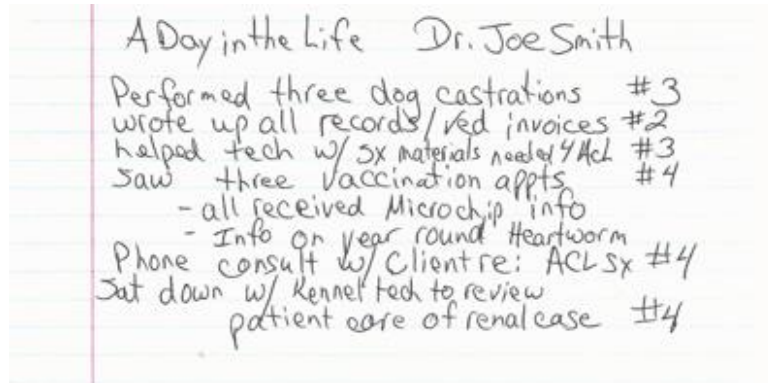 A Day in the Life Dr. Joe Smith
Performed three dog castrations #3
wrote up all records/ved invoices #2
helped tech w/ sx materials needed 4 ACL #3
Saw three vaccination appts #4
- all received Microchip info
- Info on year round Heartworm
Phone consult w/ Client re: ACL sx #4
Sat down w/ Kennel tech to review
patient care of renal case #4